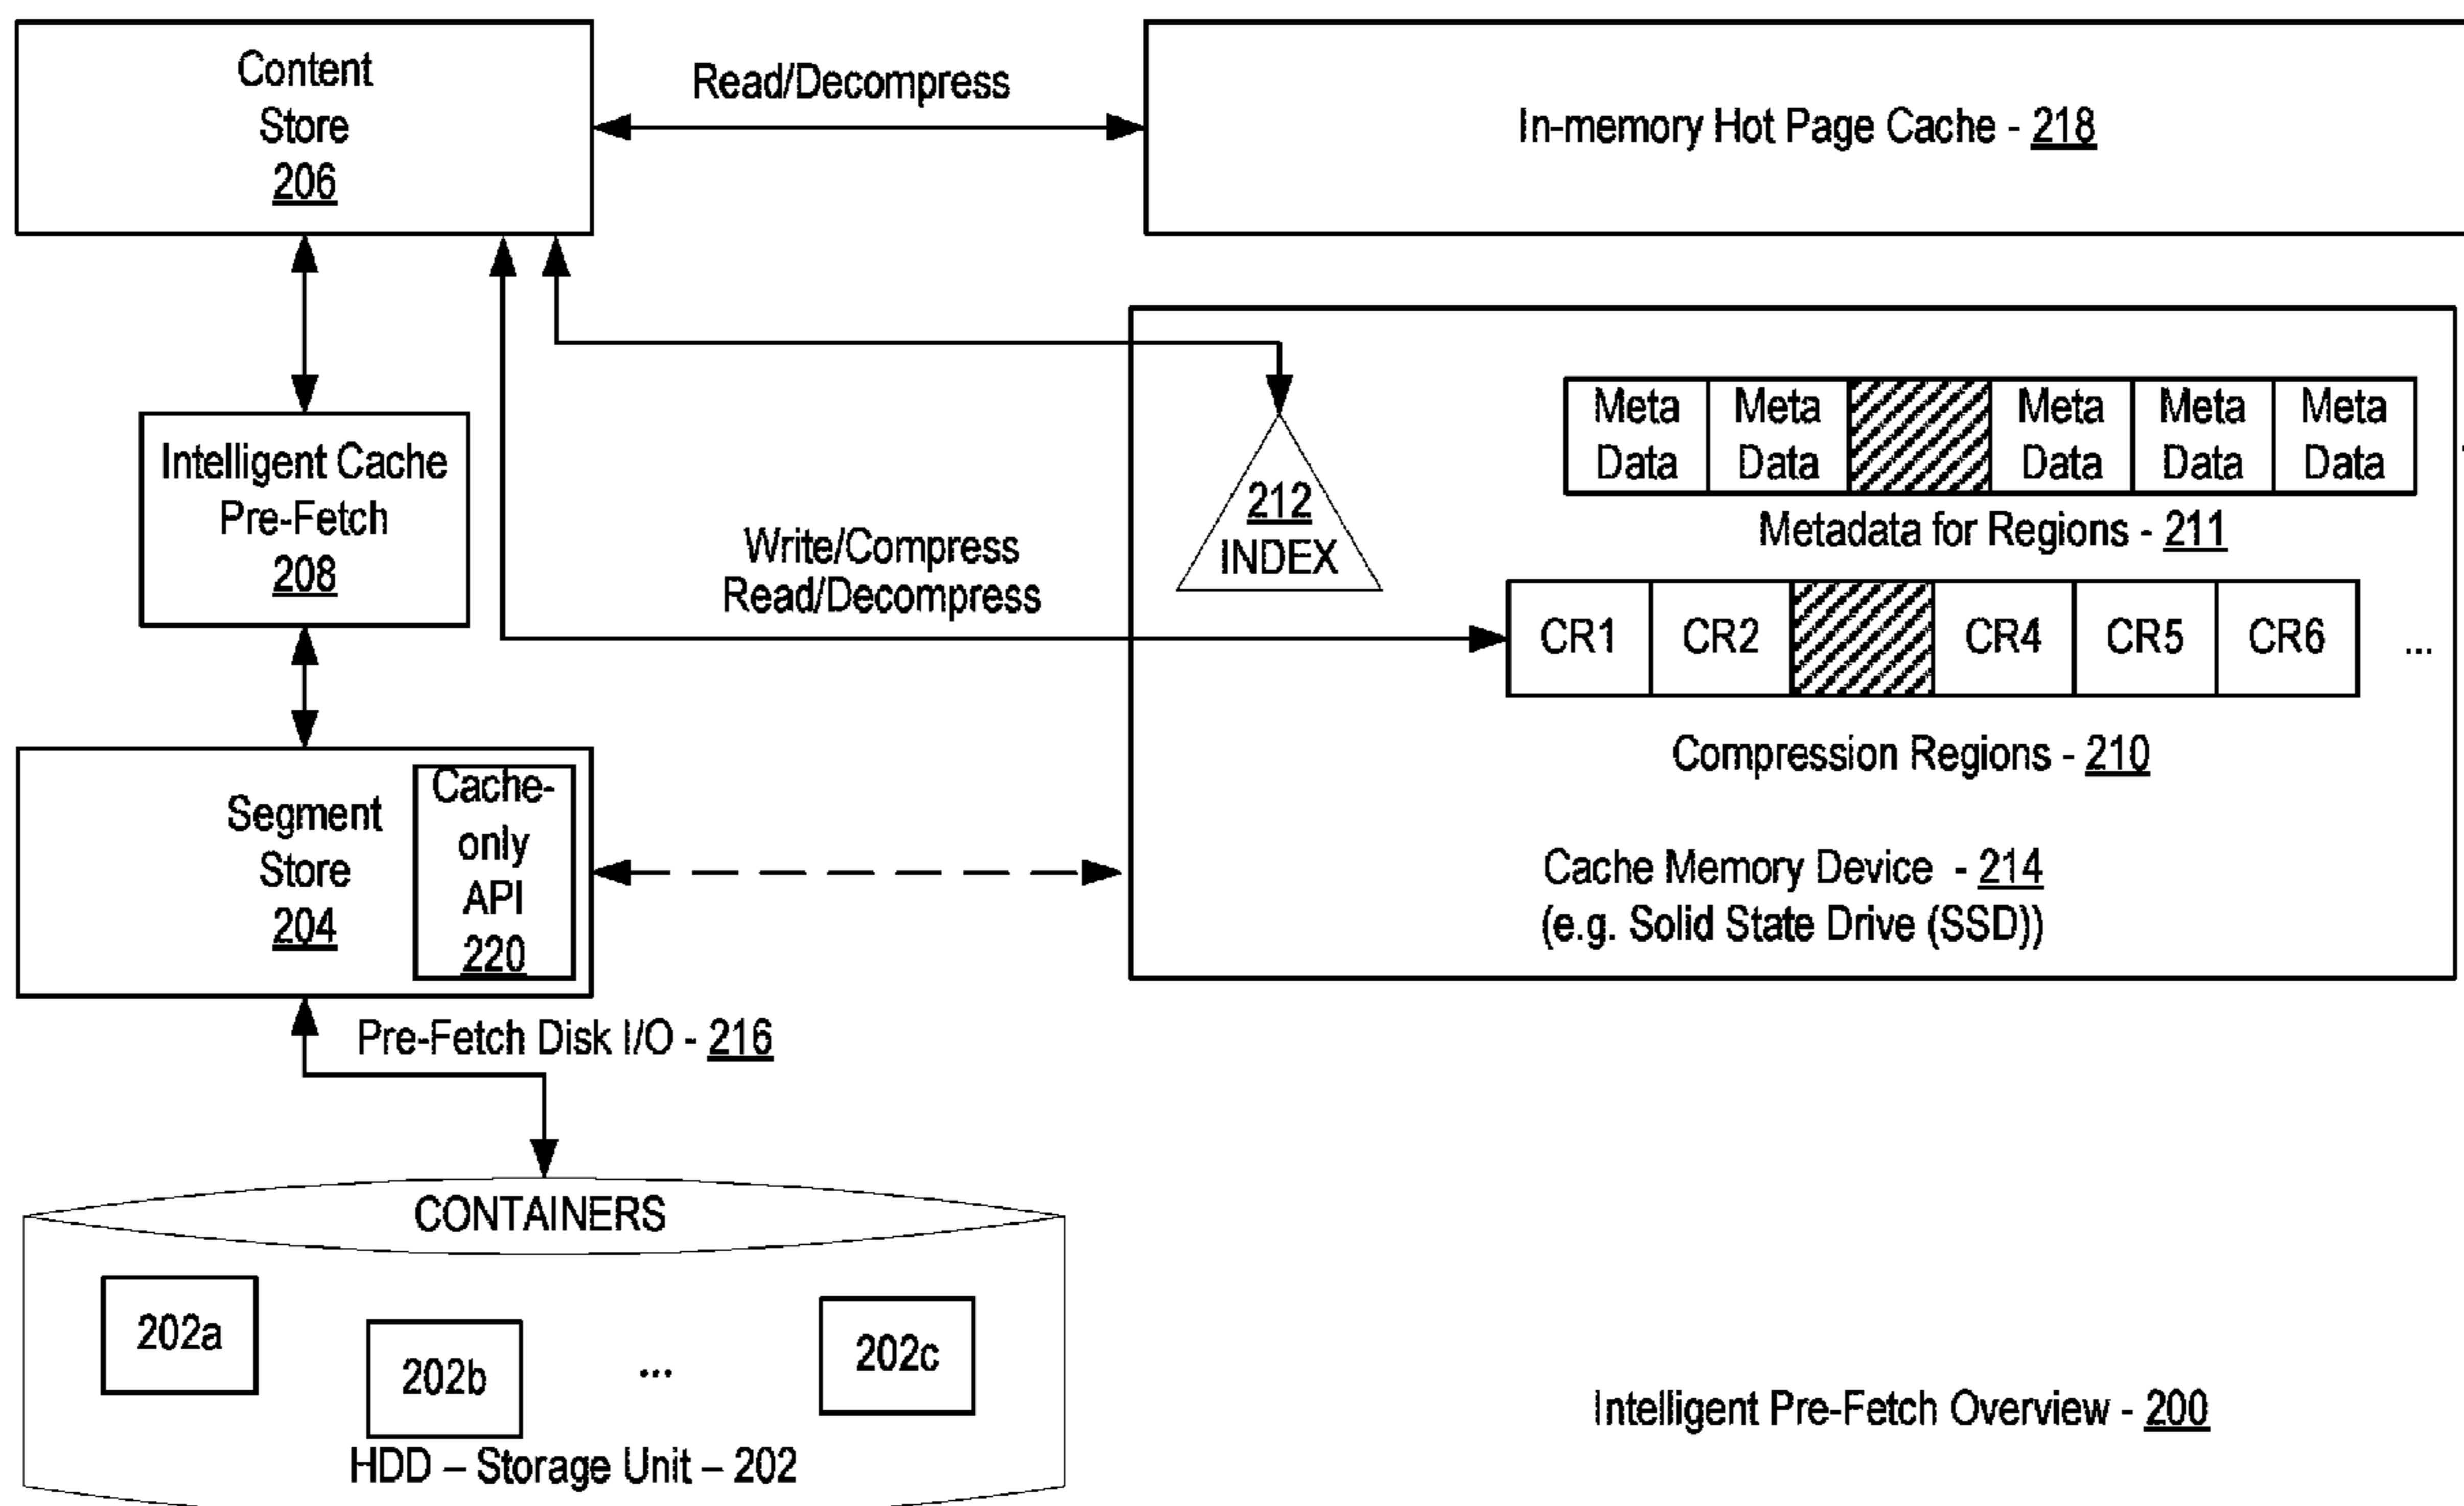 Content
Store
206
Read/Decompress
In-memory Hot Page Cache - 218
Intelligent Cache
Pre-Fetch
208
Write/Compress
Read/Decompress
212
INDEX
Meta Meta Meta Meta Meta
Data Data Data Data Data
Metadata for Regions - 211
CR1 CR2 CR4 CR5 CR6 ...
Compression Regions - 210
Cache Memory Device - 214
(e.g. Solid State Drive (SSD))
Segment
Store
204
Cache-
only
API
220
Pre-Fetch Disk I/O - 216
CONTAINERS
202a
202b
...
202c
HDD – Storage Unit – 202
Intelligent Pre-Fetch Overview - 200